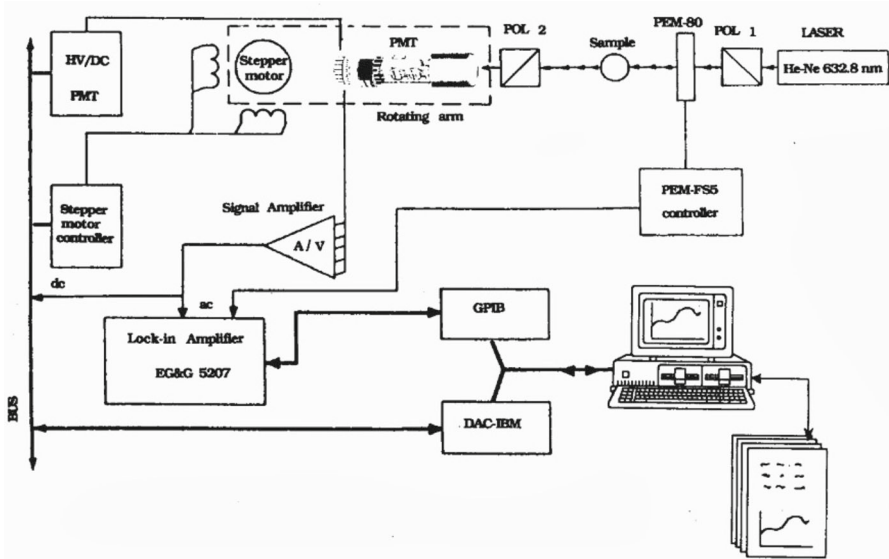 HV/DC
PMT
Stepper
motor
PMT
Rotating arm
POL 2
Sample
PEM-80
POL 1
LASER
He-Ne 632.8 nm
Stepper
motor
controller
Signal Amplifier
A / V
PEM-FS5
controller
dc
ac
Lock-in Amplifier
EG&G 5207
GPIB
DAC-IBM
BUS